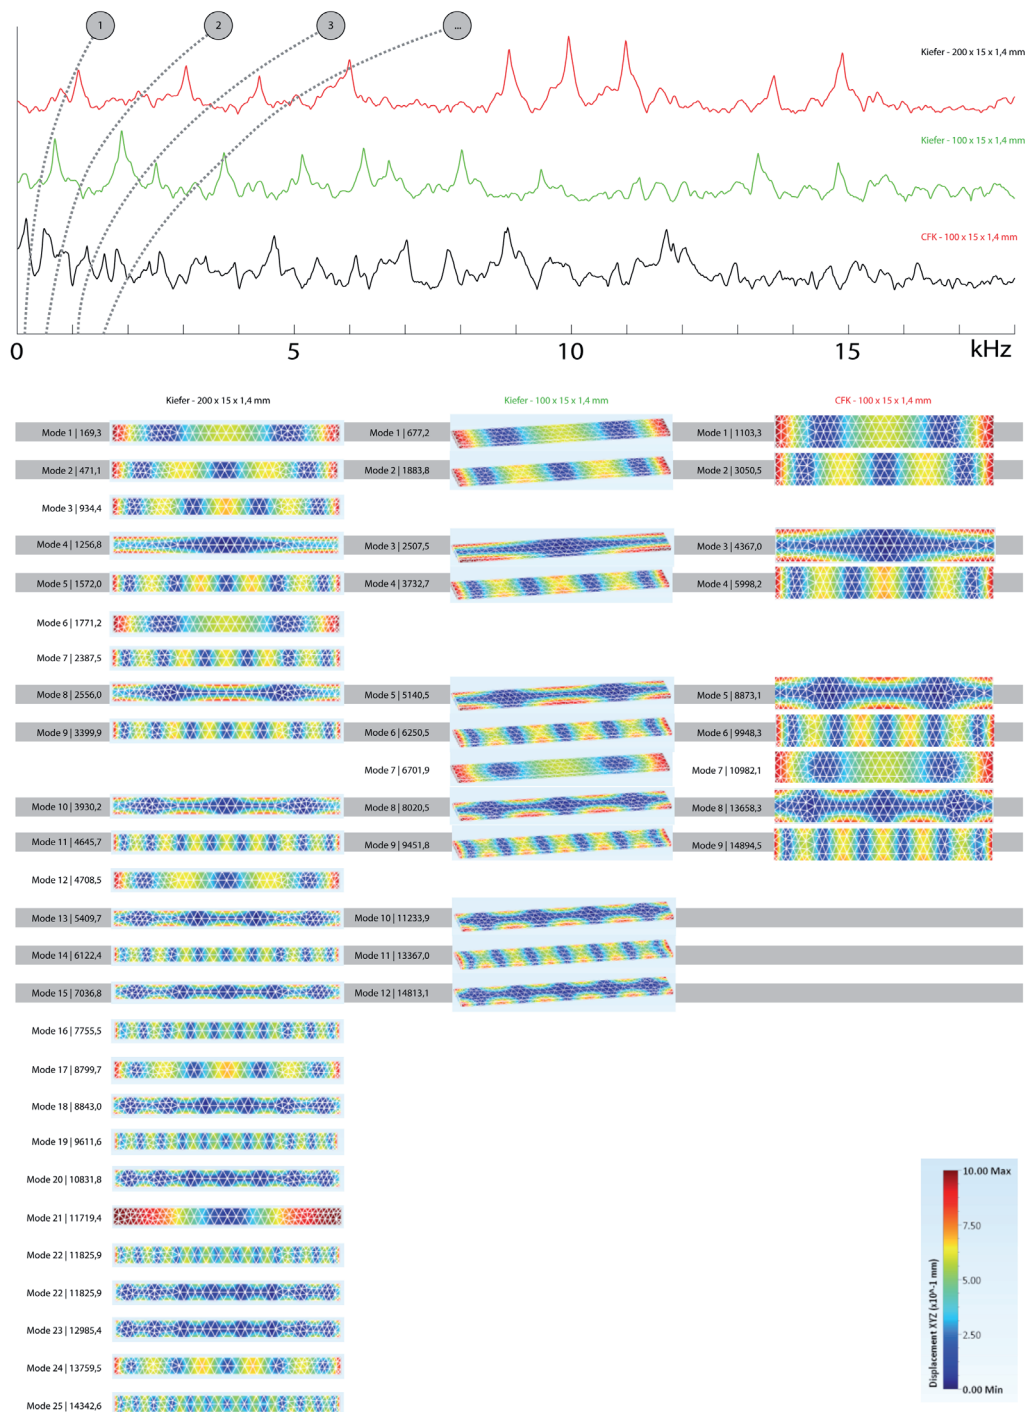 1
2
3
...
Kiefer - 200 x 15 x 1,4 mm
Kiefer - 100 x 15 x 1,4 mm
CFK - 100 x 15 x 1,4 mm
0
5
10
15
kHz
Kiefer - 200 x 15 x 1,4 mm
Kiefer - 100 x 15 x 1,4 mm
CFK - 100 x 15 x 1,4 mm
Mode 1 | 169,3
Mode 1 | 677,2
Mode 1 | 1103,3
Mode 2 | 471,1
Mode 2 | 1883,8
Mode 2 | 3050,5
Mode 3 | 934,4
Mode 4 | 1256,8
Mode 3 | 2507,5
Mode 3 | 4367,0
Mode 5 | 1572,0
Mode 4 | 3732,7
Mode 4 | 5998,2
Mode 6 | 1771,2
Mode 7 | 2387,5
Mode 8 | 2556,0
Mode 5 | 5140,5
Mode 5 | 8873,1
Mode 9 | 3399,9
Mode 6 | 6250,5
Mode 6 | 9948,3
Mode 7 | 6701,9
Mode 7 | 10982,1
Mode 10 | 3930,2
Mode 8 | 8020,5
Mode 8 | 13658,3
Mode 11 | 4645,7
Mode 9 | 9451,8
Mode 9 | 14894,5
Mode 12 | 4708,5
Mode 13 | 5409,7
Mode 10 | 11233,9
Mode 14 | 6122,4
Mode 11 | 13367,0
Mode 15 | 7036,8
Mode 12 | 14813,1
Mode 16 | 7755,5
Mode 17 | 8799,7
Mode 18 | 8843,0
Mode 19 | 9611,6
Mode 20 | 10831,8
Mode 21 | 11719,4
Mode 22 | 11825,9
Mode 22 | 11825,9
Mode 23 | 12985,4
Mode 24 | 13759,5
Mode 25 | 14342,6
Displacement XYZ (x10^-1 mm)
10.00 Max
7.50
5.00
2.50
0.00 Min